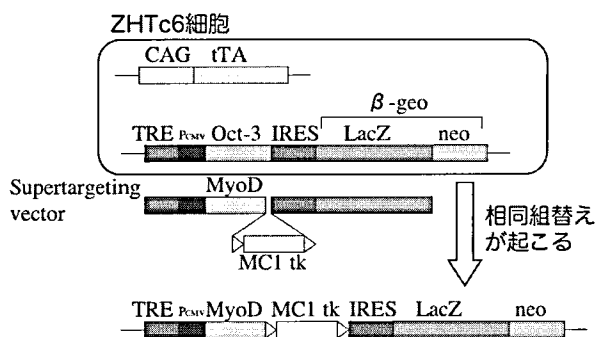 ZHTc6細胞
CAG tTA
β-geo
TRE PCMV Oct-3 IRES LacZ neo
MyoD
Supertargeting
vector
MC1 tk
相同組替え
が起こる
TRE PCMV MyoD MC1 tk IRES LacZ neo